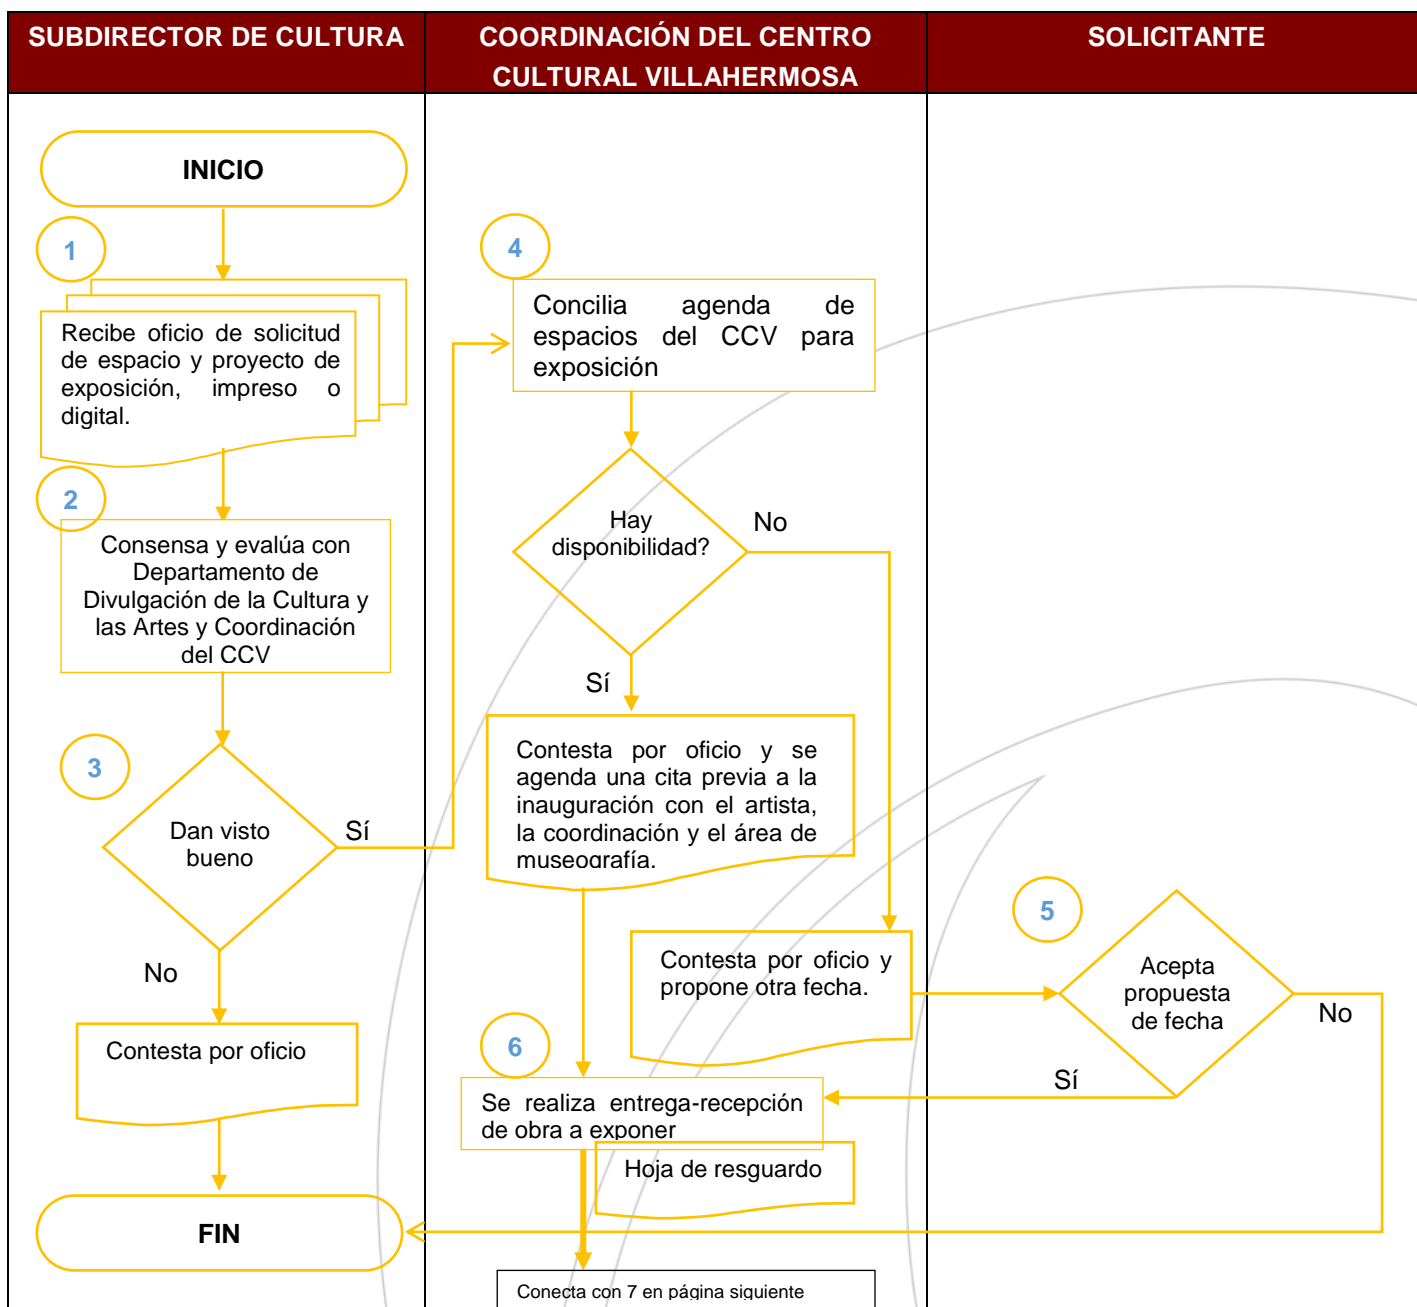 SUBDIRECTOR DE CULTURA
COORDINACIÓN DEL CENTRO
CULTURAL VILLAHERMOSA
SOLICITANTE
INICIO
1
Recibe oficio de solicitud
de espacio y proyecto de
exposición, impreso o
digital.
2
Consensa y evalúa con
Departamento de
Divulgación de la Cultura y
las Artes y Coordinación
del CCV
3
Dan visto
bueno
Sí
No
Contesta por oficio
FIN
4
Concilia agenda de
espacios del CCV para
exposición
Hay
disponibilidad?
No
Sí
Contesta por oficio y se
agenda una cita previa a la
inauguración con el artista,
la coordinación y el área de
museografía.
Contesta por oficio y
propone otra fecha.
5
Acepta
propuesta
de fecha
No
Sí
6
Se realiza entrega-recepción
de obra a exponer
Hoja de resguardo
Conecta con 7 en página siguiente